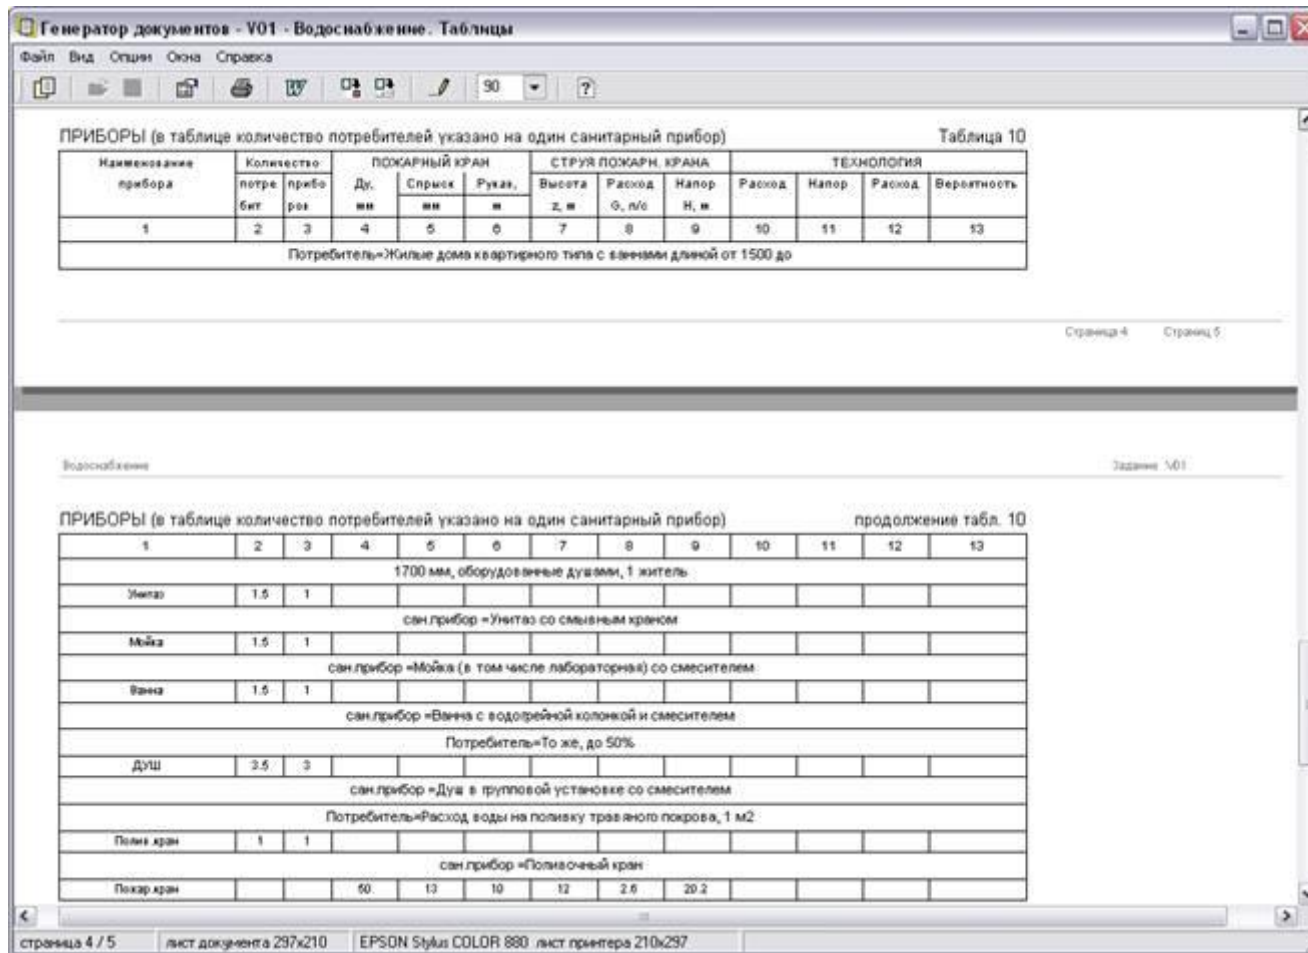 Генератор документов - V01 - Водоснабжение. Таблицы
Файл Вид Опции Окна Справка
90
ПРИБОРЫ (в таблице количество потребителей указано на один санитарный прибор) Таблица 10
Наименование прибора Количество ПОЖАРНЫЙ КРАН СТРУЯ ПОЖАРН. КРАНА ТЕХНОЛОГИЯ
потре бит прибо ров Ду, мм Спрыск мм Рукав, м Высота z, м Расход G, л/с Напор H, м Расход Напор Расход Вероятность
1 2 3 4 5 6 7 8 9 10 11 12 13
Потребитель=Жилые дома квартирного типа с ваннами длиной от 1500 до
Страница 4 Страниц 5
Водоснабжение Задание V01
ПРИБОРЫ (в таблице количество потребителей указано на один санитарный прибор) продолжение табл. 10
1 2 3 4 5 6 7 8 9 10 11 12 13
1700 мм, оборудованные душами, 1 житель
Унитаз 1.5 1
сан.прибор =Унитаз со смывным краном
Мойка 1.5 1
сан.прибор =Мойка (в том числе лабораторная) со смесителем
Ванна 1.5 1
сан.прибор =Ванна с водогрейной колонкой и смесителем
Потребитель=То же, до 50%
ДУШ 3.5 3
сан.прибор =Душ в групповой установке со смесителем
Потребитель=Расход воды на поливку травяного покрова, 1 м2
Полив.кран 1 1
сан.прибор =Поливочный кран
Пожар.кран 50 13 10 12 2.6 20.2
страница 4 / 5 лист документа 297x210 EPSON Stylus COLOR 880 лист принтера 210x297